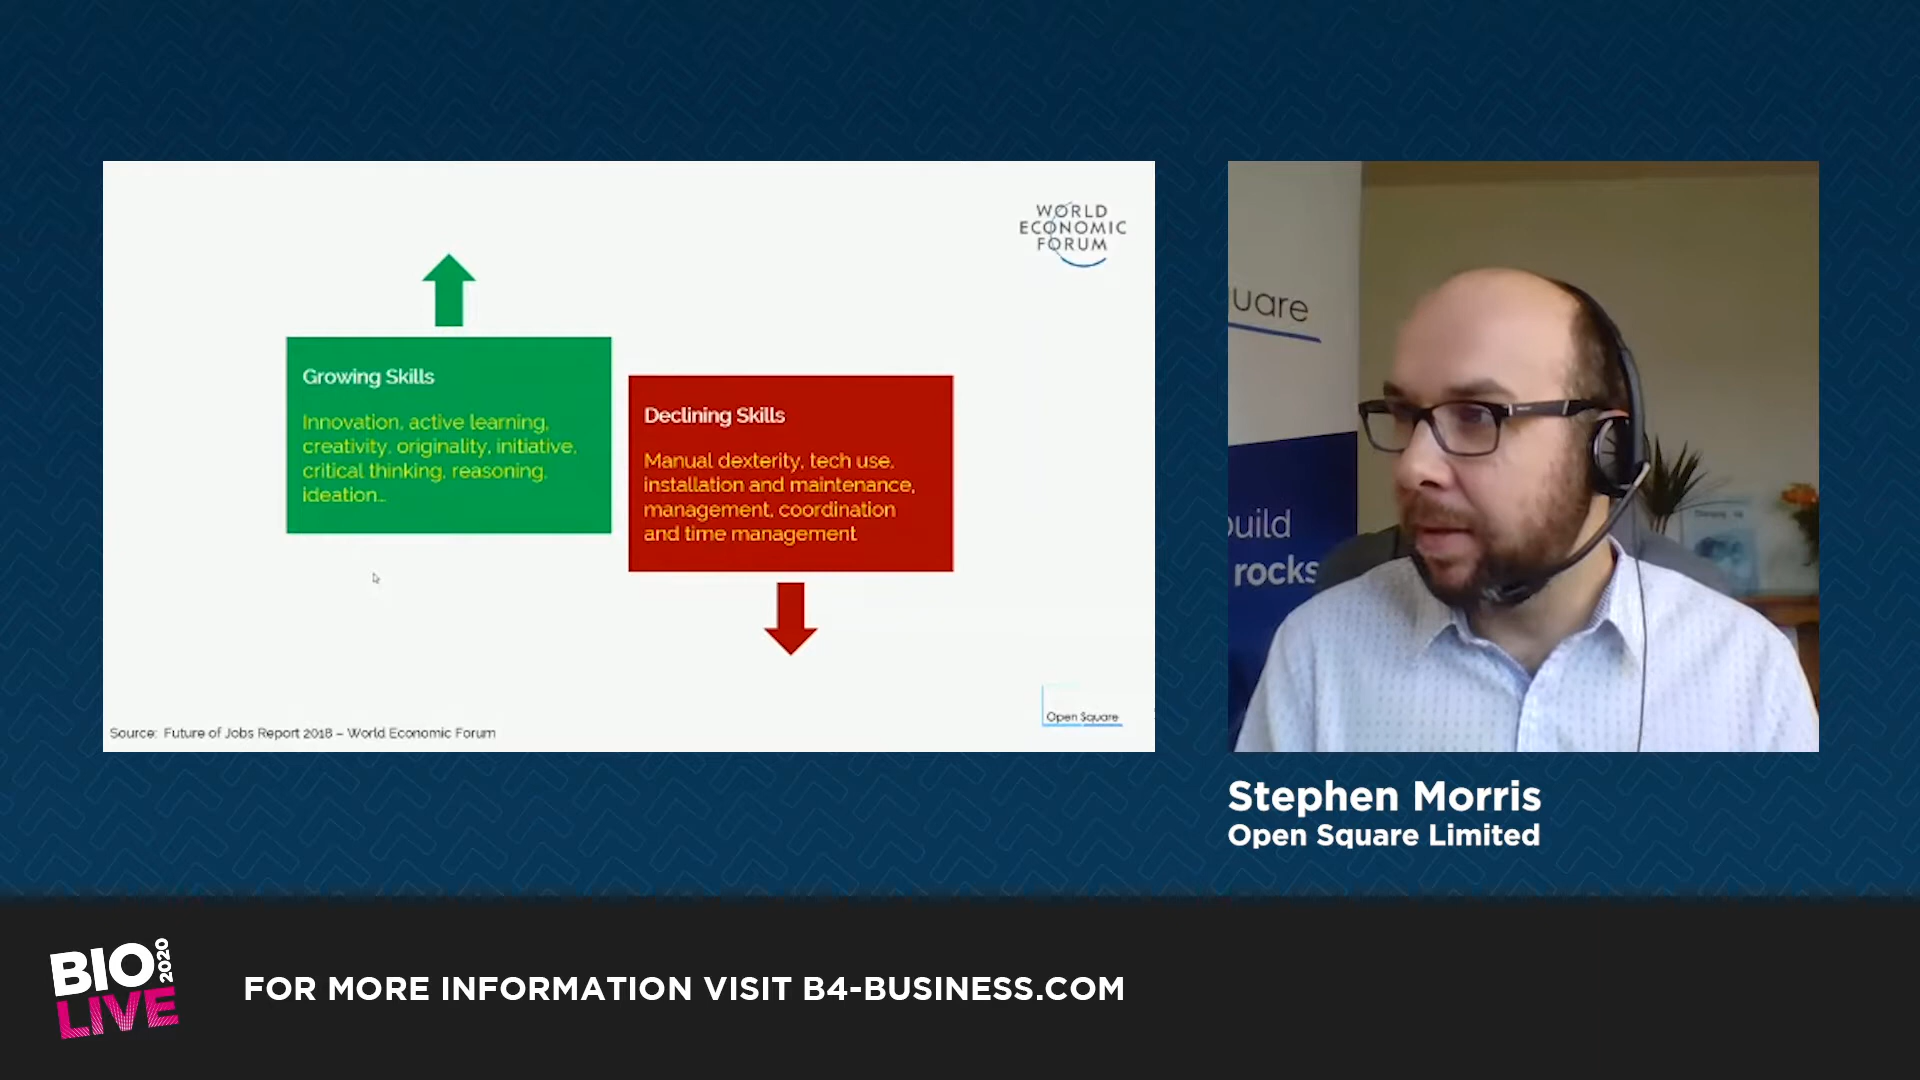 WORLD
ECONOMIC
FORUM
Growing Skills
Innovation, active learning,
creativity, originality, initiative,
critical thinking, reasoning,
ideation...
Declining Skills
Manual dexterity, tech use,
installation and maintenance,
management, coordination
and time management
Open Square
Source: Future of Jobs Report 2018 – World Economic Forum
uare
uild
rocks
Stephen Morris
Open Square Limited
BIO 2020
LIVE
FOR MORE INFORMATION VISIT B4-BUSINESS.COM